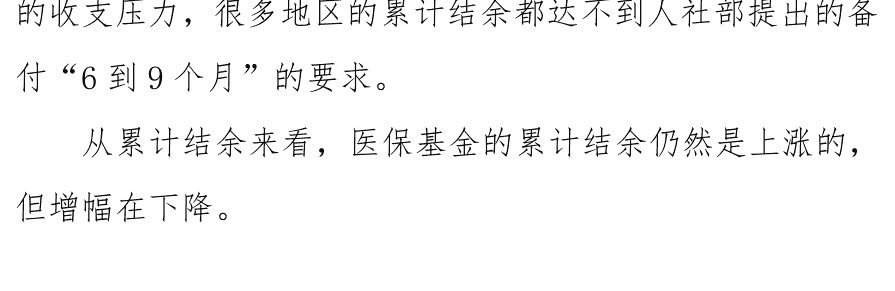 的收支压力，很多地区的累计结余都达不到人社部提出的备
付“6 到 9 个月”的要求。
从累计结余来看，医保基金的累计结余仍然是上涨的，
但增幅在下降。